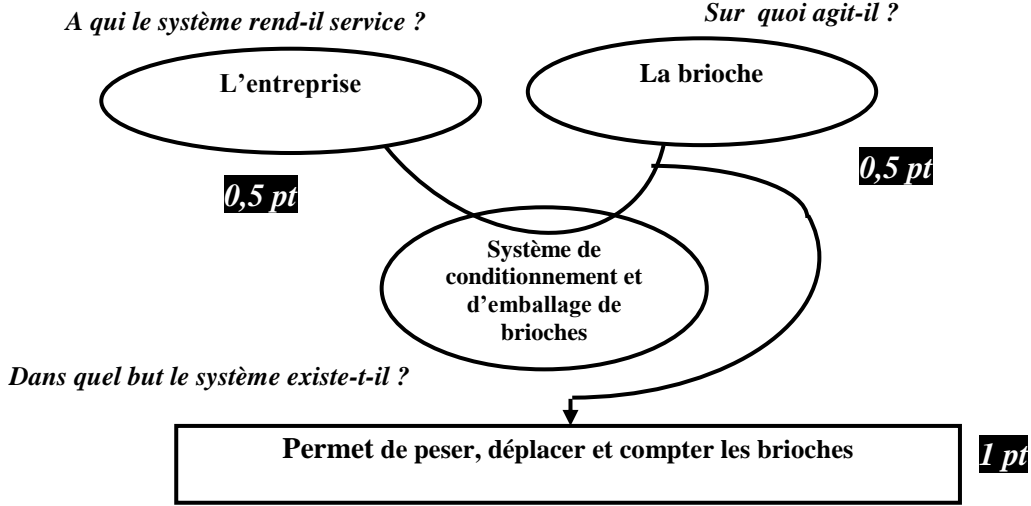 A qui le système rend-il service ?
Sur quoi agit-il ?
L'entreprise
La brioche
0,5 pt
0,5 pt
Système de
conditionnement et
d'emballage de
brioches
Dans quel but le système existe-t-il ?
Permet de peser, déplacer et compter les brioches
1 pt